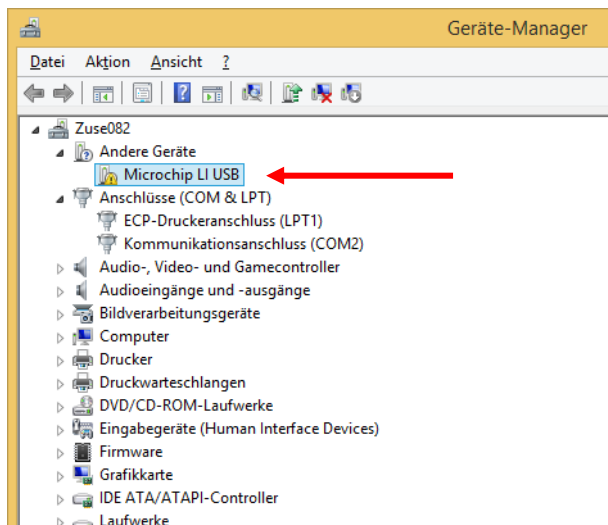 Geräte-Manager
Datei Aktion Ansicht ?
Zuse082
Andere Geräte
Microchip LI USB
Anschlüsse (COM & LPT)
ECP-Druckeranschluss (LPT1)
Kommunikationsanschluss (COM2)
Audio-, Video- und Gamecontroller
Audioeingänge und -ausgänge
Bildverarbeitungsgeräte
Computer
Drucker
Druckwarteschlangen
DVD/CD-ROM-Laufwerke
Eingabegeräte (Human Interface Devices)
Firmware
Grafikkarte
IDE ATA/ATAPI-Controller
Laufwerke